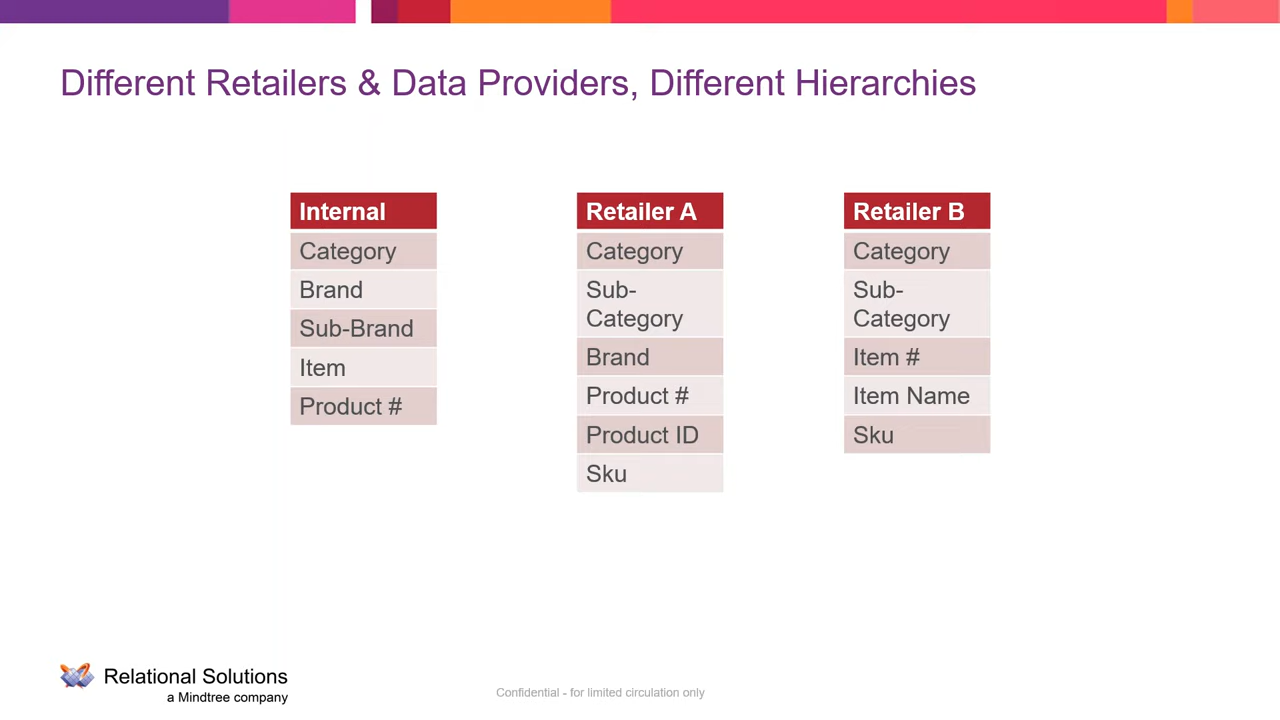 Different Retailers & Data Providers, Different Hierarchies
Internal
Category
Brand
Sub-Brand
Item
Product #
Retailer A
Category
Sub-
Category
Brand
Product #
Product ID
Sku
Retailer B
Category
Sub-
Category
Item #
Item Name
Sku
Relational Solutions
a Mindtree company
Confidential - for limited circulation only